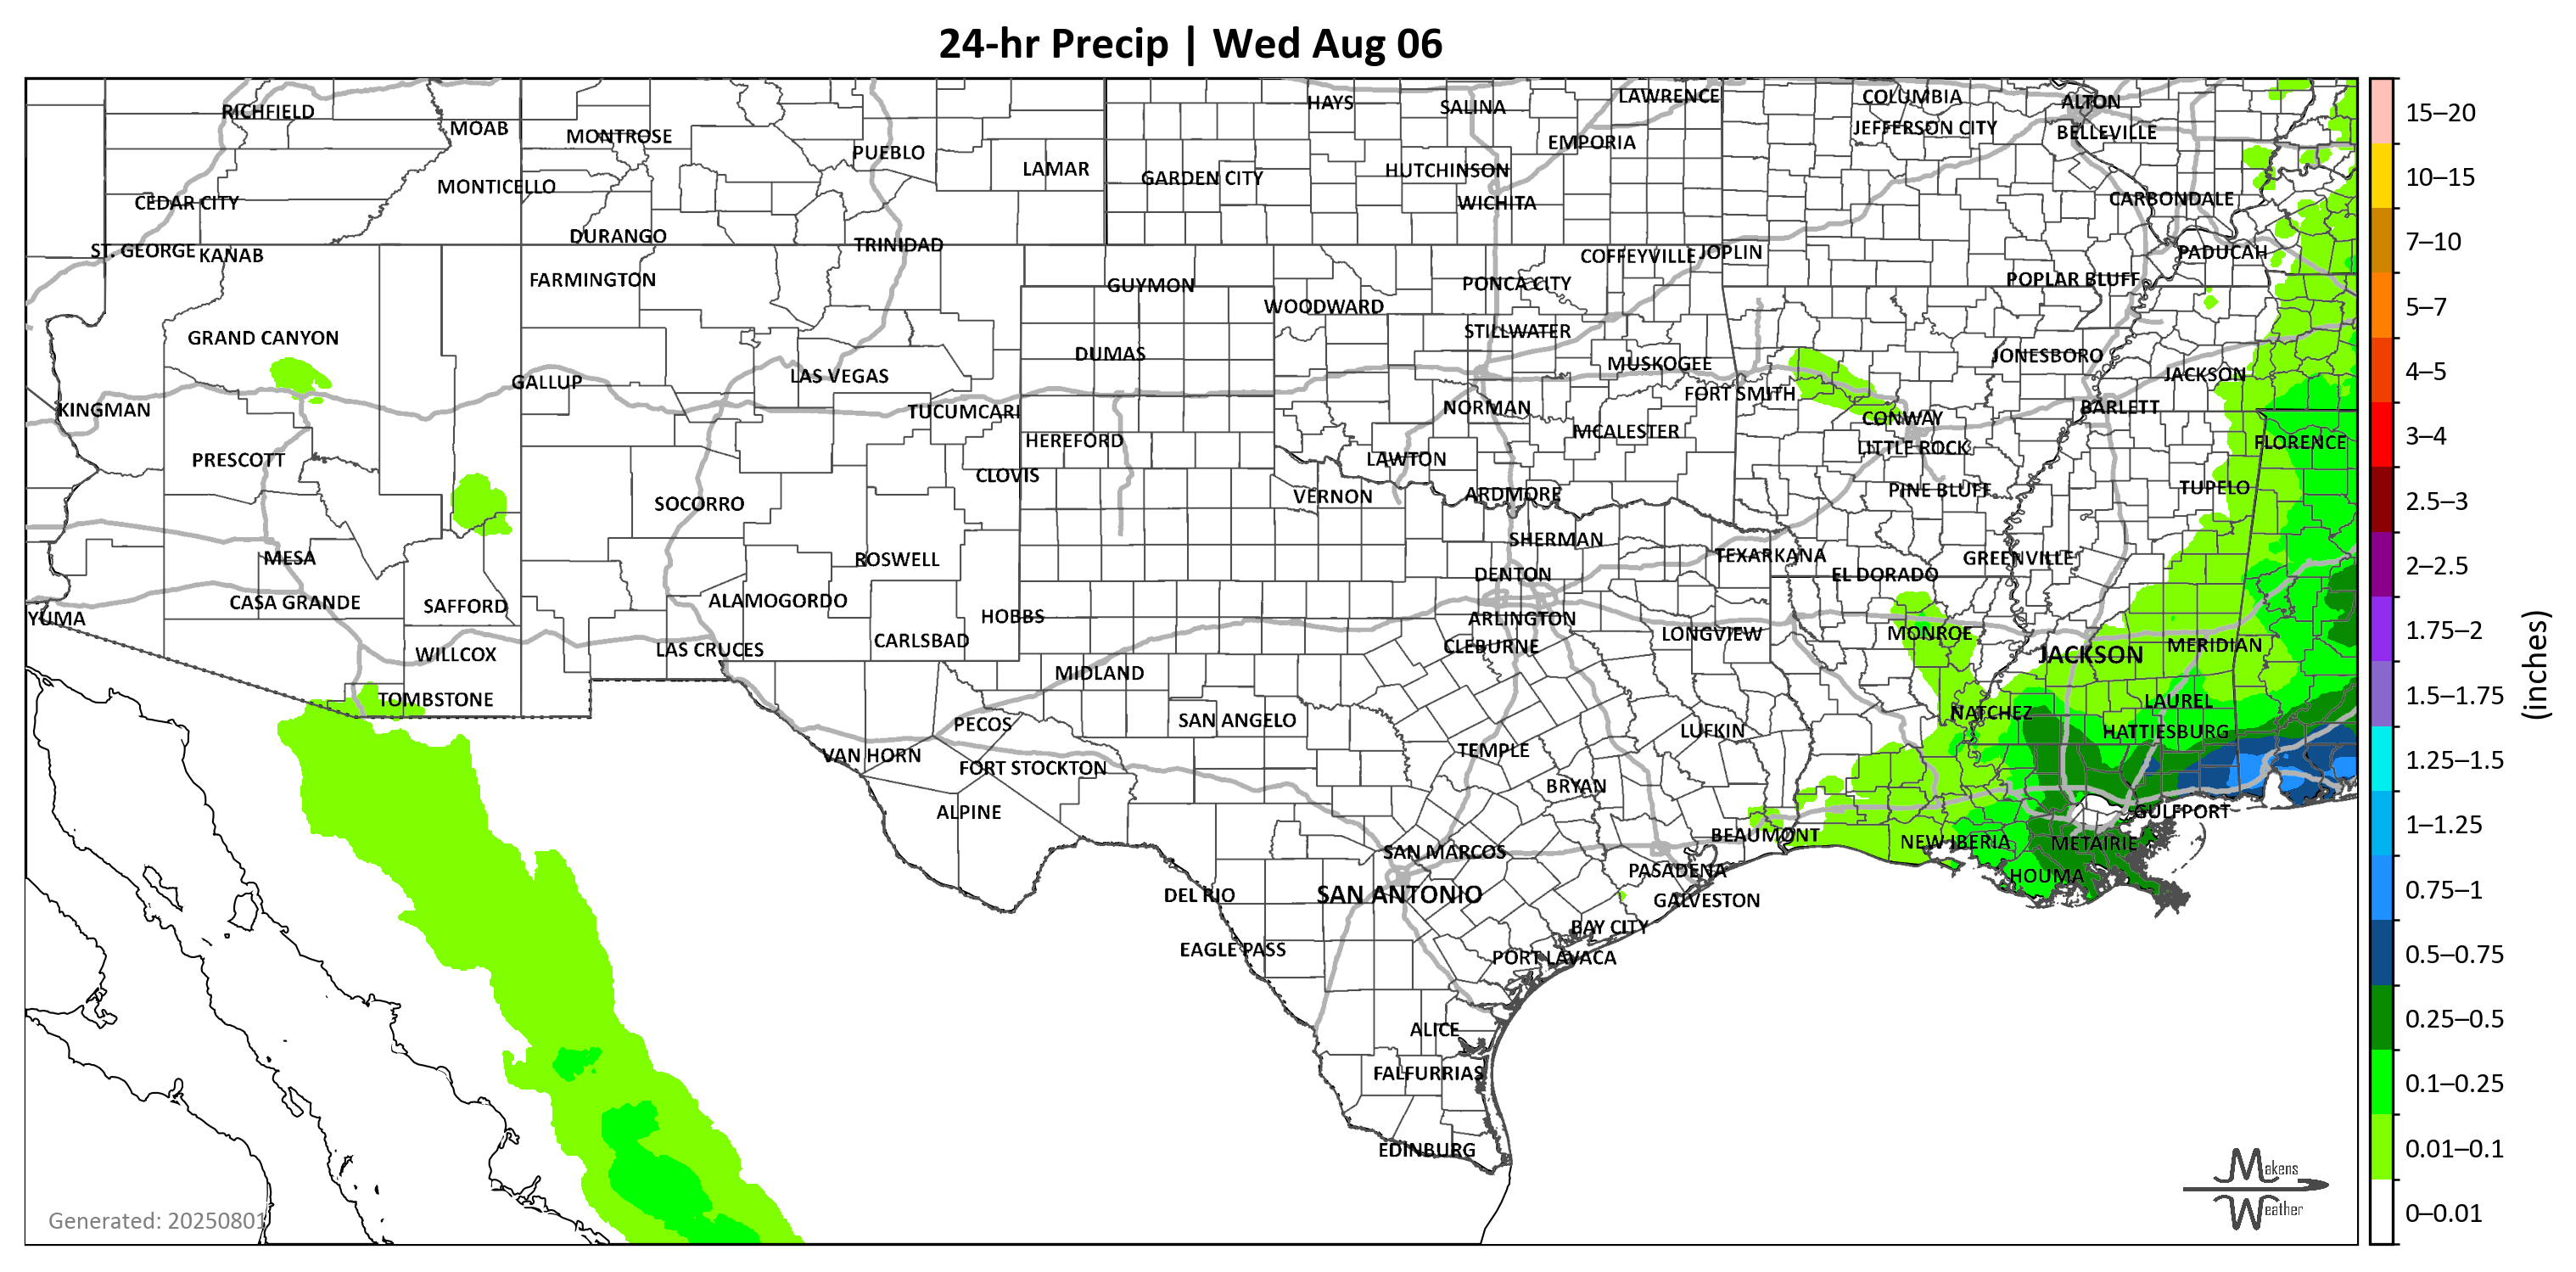 24-hr Precip | Wed Aug 06
RICHFIELD
MOAB
MONTROSE
PUEBLO
LAMAR
HAYS
SALINA
LAWRENCE
COLUMBIA
ALTON
JEFFERSON CITY
BELLEVILLE
EMPORIA
GARDEN CITY
HUTCHINSON
WICHITA
MONTICELLO
CEDAR CITY
CARBONDALE
DURANGO
TRINIDAD
ST. GEORGE
KANAB
COFFEYVILLE
JOPLIN
PADUCAH
FARMINGTON
GUYMON
PONCA CITY
POPLAR BLUFF
WOODWARD
GRAND CANYON
STILLWATER
DUMAS
MUSKOGEE
JONESBORO
GALLUP
LAS VEGAS
JACKSON
FORT SMITH
KINGMAN
TUCUMCARI
NORMAN
CONWAY
BARLETT
HEREFORD
MCALESTER
LITTLE ROCK
FLORENCE
PRESCOTT
CLOVIS
LAWTON
SOCORRO
VERNON
ARDMORE
PINE BLUFF
TUPELO
MESA
ROSWELL
SHERMAN
TEXARKANA
GREENVILLE
DENTON
EL DORADO
CASA GRANDE
SAFFORD
ALAMOGORDO
HOBBS
ARLINGTON
YUMA
WILLCOX
LAS CRUCES
CARLSBAD
CLEBURNE
LONGVIEW
MONROE
JACKSON
MERIDIAN
MIDLAND
TOMBSTONE
PECOS
SAN ANGELO
NATCHEZ
LAUREL
VAN HORN
FORT STOCKTON
TEMPLE
LUFKIN
HATTIESBURG
BRYAN
ALPINE
GULFPORT
BEAUMONT
NEW IBERIA
METAIRIE
SAN MARCOS
PASADENA
HOUMA
DEL RIO
SAN ANTONIO
GALVESTON
BAY CITY
EAGLE PASS
PORT LAVACA
ALICE
FALFURRIAS
EDINBURG
Generated: 20250801
Makens
Weather
15–20
10–15
7–10
5–7
4–5
3–4
2.5–3
2–2.5
1.75–2
1.5–1.75
1.25–1.5
1–1.25
0.75–1
0.5–0.75
0.25–0.5
0.1–0.25
0.01–0.1
0–0.01
(inches)